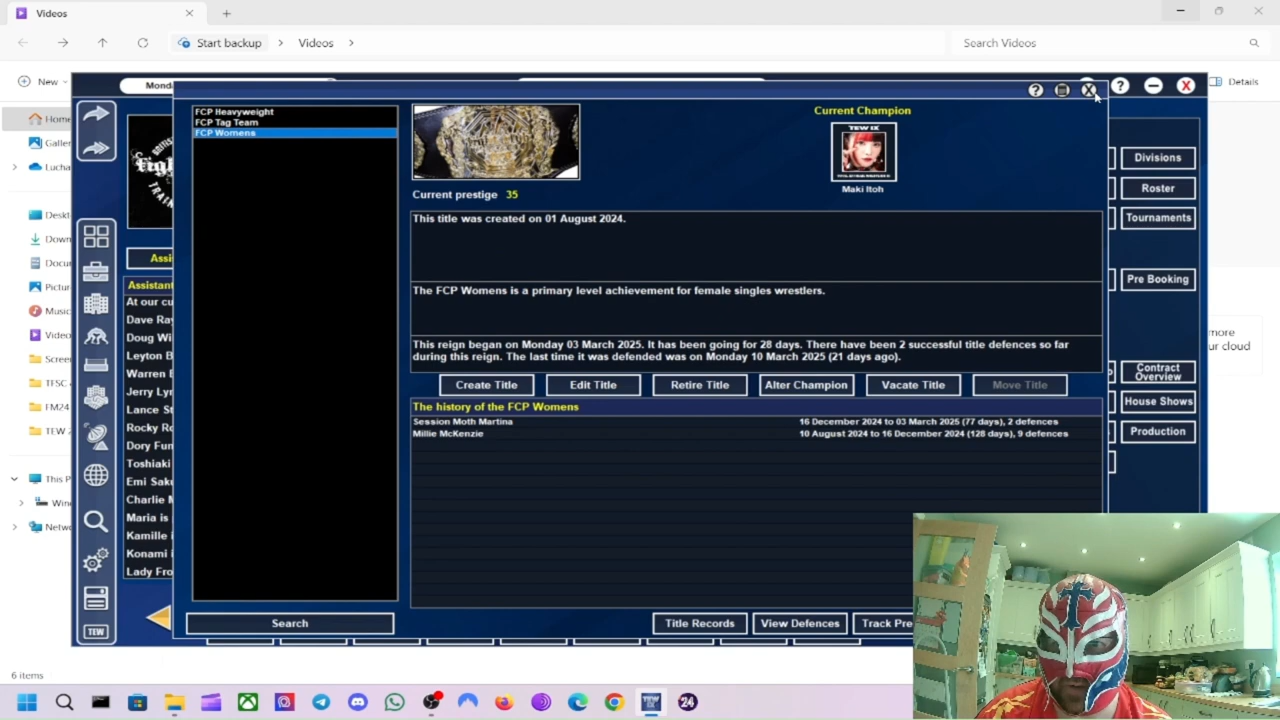 Videos
Start backup
Videos
Search Videos
New
Details
Home
Desk
Down
Docu
Music
Scree
FM24
TEW 2
This P
6 items
Assistant
At our cu
Dave Ray
Doug Wi
Leyton B
Warren
Jerry Lyr
Lance St
Rocky Ro
Dory Fun
Toshiaki
Emi Sak
Charlie M
Maria is
Kamille i
Konami i
Lady Fro
TEW
FCP Heavyweight
FCP Tag Team
FCP Womens
Search
Current prestige 35
Current Champion
TEW IX
Maki Itoh
This title was created on 01 August 2024.
The FCP Womens is a primary level achievement for female singles wrestlers.
This reign began on Monday 03 March 2025. It has been going for 28 days. There have been 2 successful title defences so far
during this reign. The last time it was defended was on Monday 10 March 2025 (21 days ago).
Create Title
Edit Title
Retire Title
Alter Champion
Vacate Title
Move Title
The history of the FCP Womens
Session Moth Martina 16 December 2024 to 03 March 2025 (77 days), 2 defences
Millie McKenzie 10 August 2024 to 16 December 2024 (128 days), 9 defences
Title Records
View Defences
Track Pre
Divisions
Roster
Tournaments
Pre Booking
Contract
Overview
House Shows
Production
more
ur cloud
24